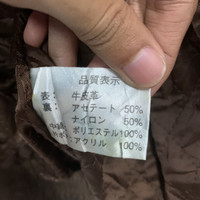 品質表示
表： 牛皮革
裏： アセテート 50%
ナイロン 50%
ポリエステル100%
アクリル 100%